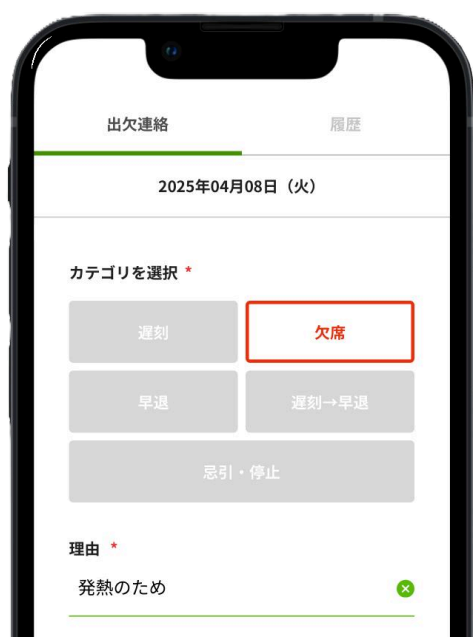 出欠連絡 履歴
2025年04月08日（火）
カテゴリを選択 *
遅刻 欠席
早退 遅刻→早退
忌引・停止
理由 *
発熱のため